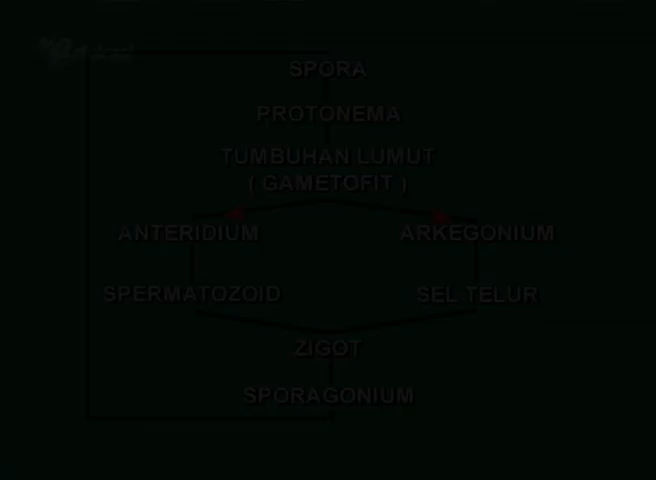 SPORA
PROTONEMA
TUMBUHAN LUMUT
( GAMETOFIT )
ANTERIDIUM ARKEGONIUM
SPERMATOZOID SEL TELUR
ZIGOT
SPORAGONIUM